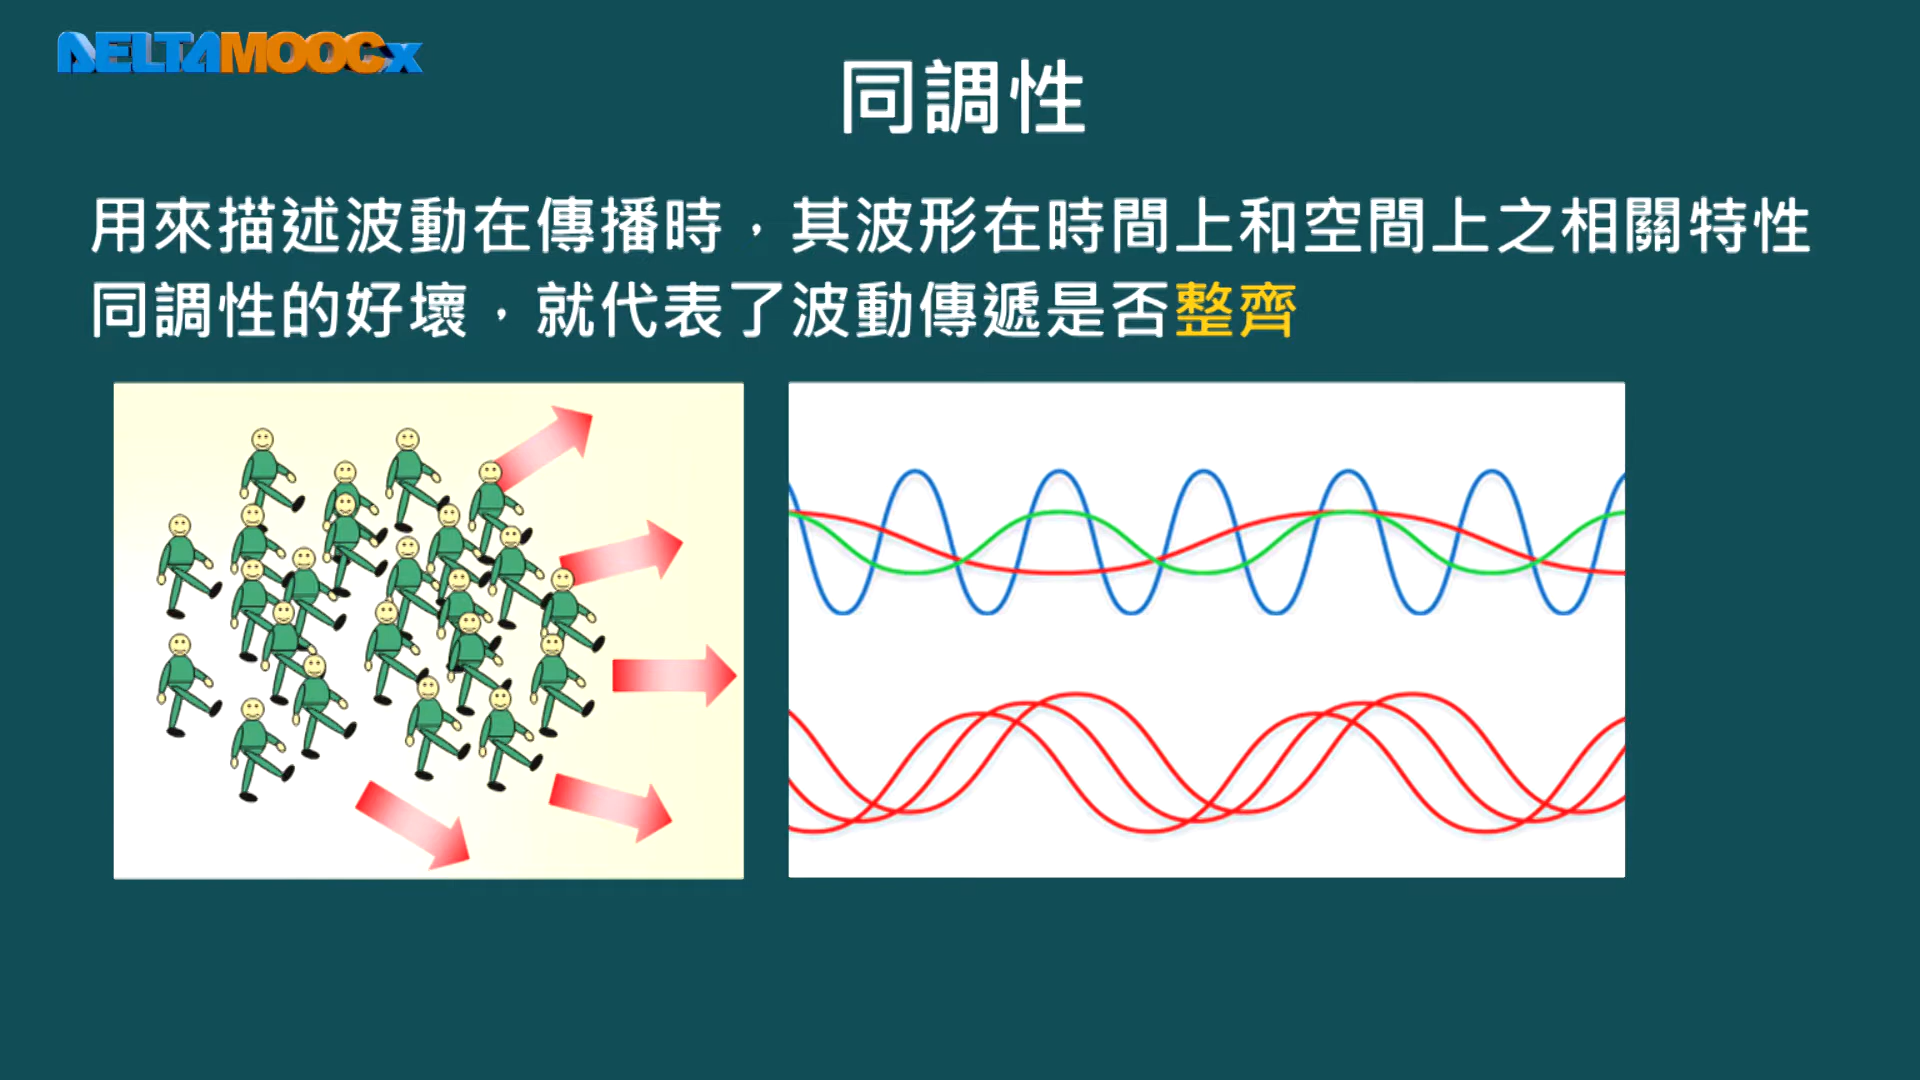 DELTAMOOCx
同調性
用來描述波動在傳播時，其波形在時間上和空間上之相關特性
同調性的好壞，就代表了波動傳遞是否整齊